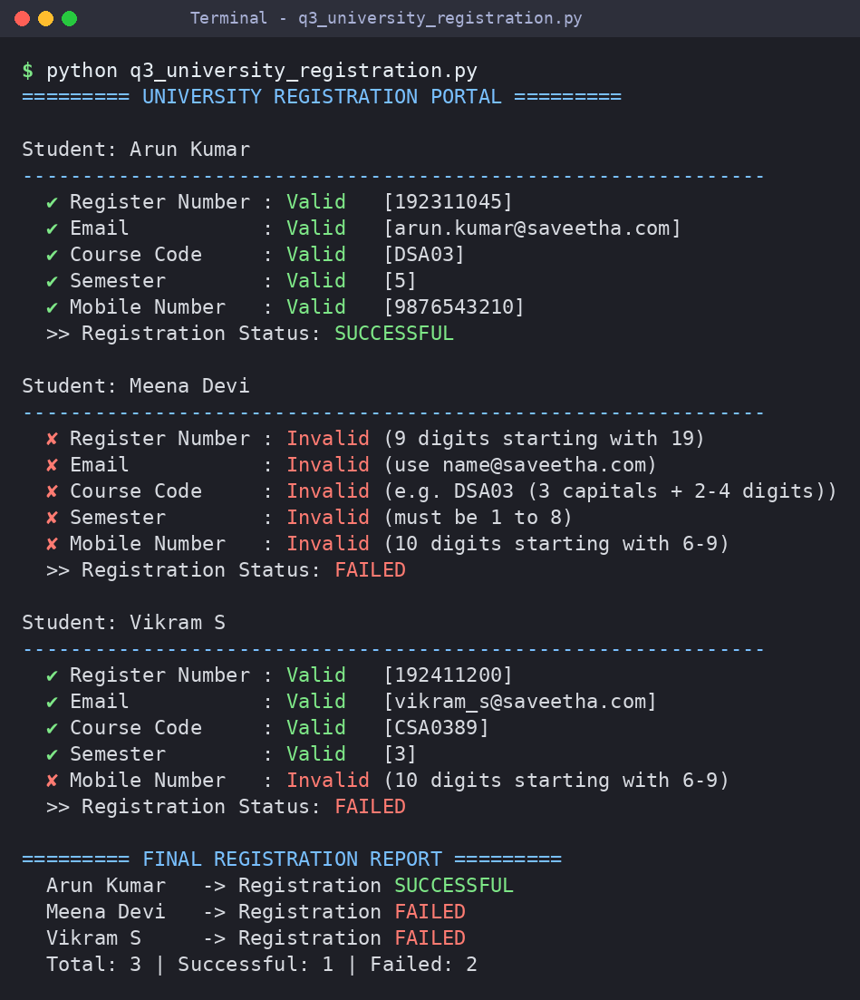 Terminal - q3_university_registration.py
$ python q3_university_registration.py
========= UNIVERSITY REGISTRATION PORTAL =========
Student: Arun Kumar
--------------------------------------------------------------
✔ Register Number : Valid   [192311045]
✔ Email           : Valid   [arun.kumar@saveetha.com]
✔ Course Code     : Valid   [DSA03]
✔ Semester        : Valid   [5]
✔ Mobile Number   : Valid   [9876543210]
>> Registration Status: SUCCESSFUL
Student: Meena Devi
--------------------------------------------------------------
✘ Register Number : Invalid (9 digits starting with 19)
✘ Email           : Invalid (use name@saveetha.com)
✘ Course Code     : Invalid (e.g. DSA03 (3 capitals + 2-4 digits))
✘ Semester        : Invalid (must be 1 to 8)
✘ Mobile Number   : Invalid (10 digits starting with 6-9)
>> Registration Status: FAILED
Student: Vikram S
--------------------------------------------------------------
✔ Register Number : Valid   [192411200]
✔ Email           : Valid   [vikram_s@saveetha.com]
✔ Course Code     : Valid   [CSA0389]
✔ Semester        : Valid   [3]
✘ Mobile Number   : Invalid (10 digits starting with 6-9)
>> Registration Status: FAILED
========= FINAL REGISTRATION REPORT =========
Arun Kumar   -> Registration SUCCESSFUL
Meena Devi   -> Registration FAILED
Vikram S     -> Registration FAILED
Total: 3 | Successful: 1 | Failed: 2